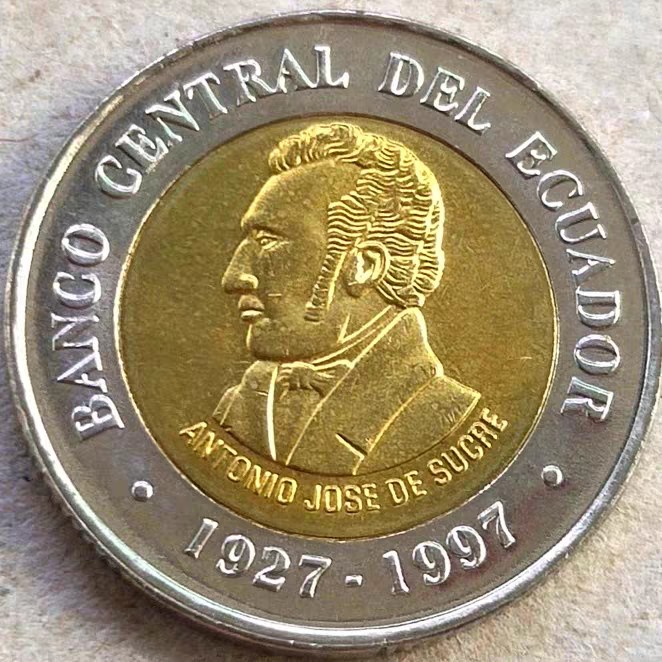 BANCO CENTRAL DEL ECUADOR
ANTONIO JOSE DE SUCRE
1927-1997